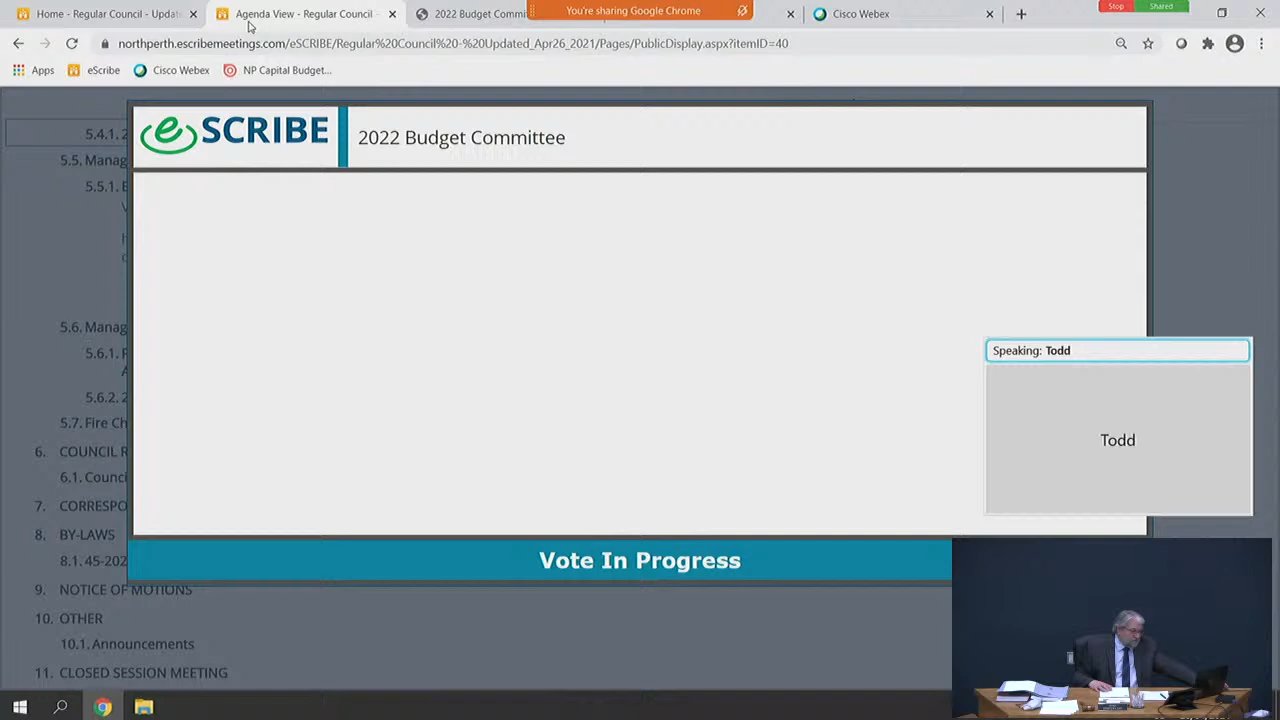 Home - Regular Council - Update
Agenda View - Regular Council -
2022 Budget Comm
You're sharing Google Chrome
Cisco Webex
Stop
Shared
northperth.escribemeetings.com/eSCRIBE/Regular%20Council%20-%20Updated_Apr26_2021/Pages/PublicDisplay.aspx?itemID=40
Apps
eScribe
Cisco Webex
NP Capital Budget...
eSCRIBE
2022 Budget Committee
5.4.1. 2
5.5. Manag
5.5.1. E
5.6. Manag
5.6.1. F
5.6.2. 2
5.7. Fire Ch
6. COUNCIL R
6.1. Counc
7. CORRESPO
8. BY-LAWS
8.1. 45-202
9. NOTICE OF MOTIONS
10. OTHER
10.1. Announcements
11. CLOSED SESSION MEETING
Speaking: Todd
Todd
Vote In Progress